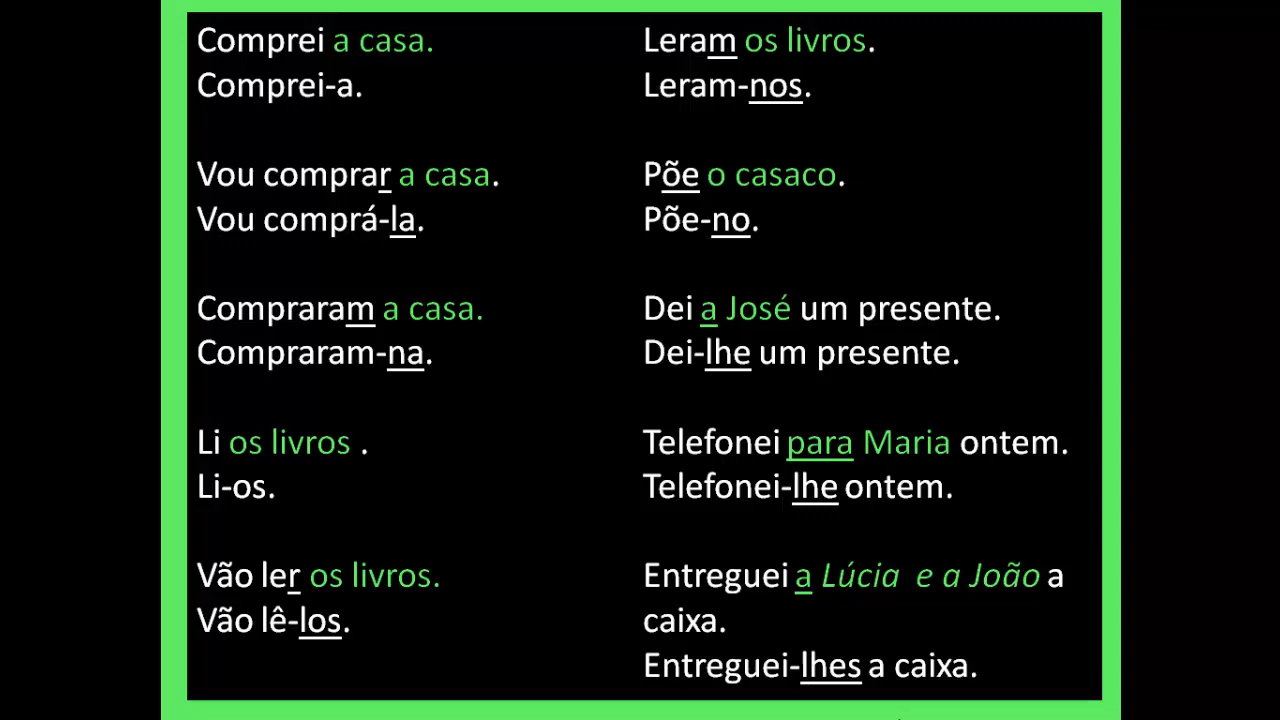 Comprei a casa.
Comprei-a.
Vou comprar a casa.
Vou comprá-la.
Compraram a casa.
Compraram-na.
Li os livros .
Li-os.
Vão ler os livros.
Vão lê-los.
Leram os livros.
Leram-nos.
Põe o casaco.
Põe-no.
Dei a José um presente.
Dei-lhe um presente.
Telefonei para Maria ontem.
Telefonei-lhe ontem.
Entreguei a Lúcia  e a João a
caixa.
Entreguei-lhes a caixa.